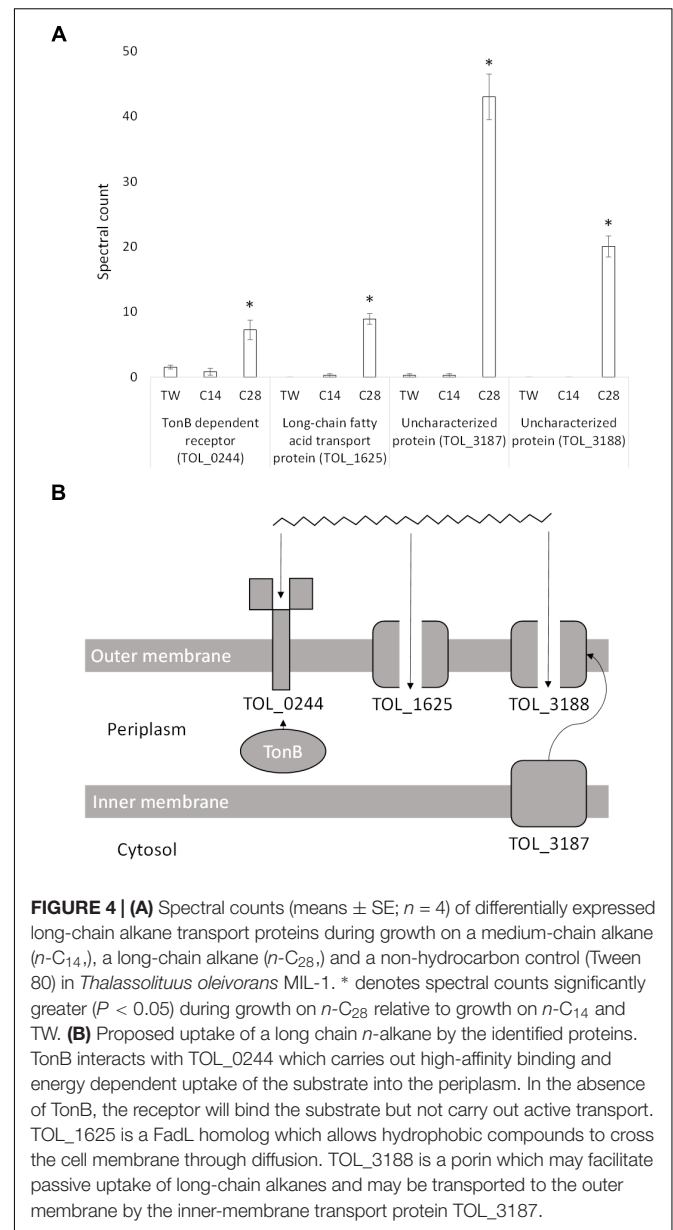 A
50
40
30
20
10
0
Spectral count
*
*
*
*
TW C14 C28 TW C14 C28 TW C14 C28 TW C14 C28
TonB dependent
receptor
(TOL_0244)
Long-chain fatty
acid transport
protein (TOL_1625)
Uncharacterized
protein (TOL_3187)
Uncharacterized
protein (TOL_3188)
B
Outer membrane
TOL_0244 TOL_1625 TOL_3188
Periplasm
TonB
Inner membrane
TOL_3187
Cytosol
FIGURE 4 | (A) Spectral counts (means ± SE; n = 4) of differentially expressed
long-chain alkane transport proteins during growth on a medium-chain alkane
(n-C14,), a long-chain alkane (n-C28,) and a non-hydrocarbon control (Tween
80) in Thalassolituus oleivorans MIL-1. * denotes spectral counts significantly
greater (P < 0.05) during growth on n-C28 relative to growth on n-C14 and
TW. (B) Proposed uptake of a long chain n-alkane by the identified proteins.
TonB interacts with TOL_0244 which carries out high-affinity binding and
energy dependent uptake of the substrate into the periplasm. In the absence
of TonB, the receptor will bind the substrate but not carry out active transport.
TOL_1625 is a FadL homolog which allows hydrophobic compounds to cross
the cell membrane through diffusion. TOL_3188 is a porin which may facilitate
passive uptake of long-chain alkanes and may be transported to the outer
membrane by the inner-membrane transport protein TOL_3187.